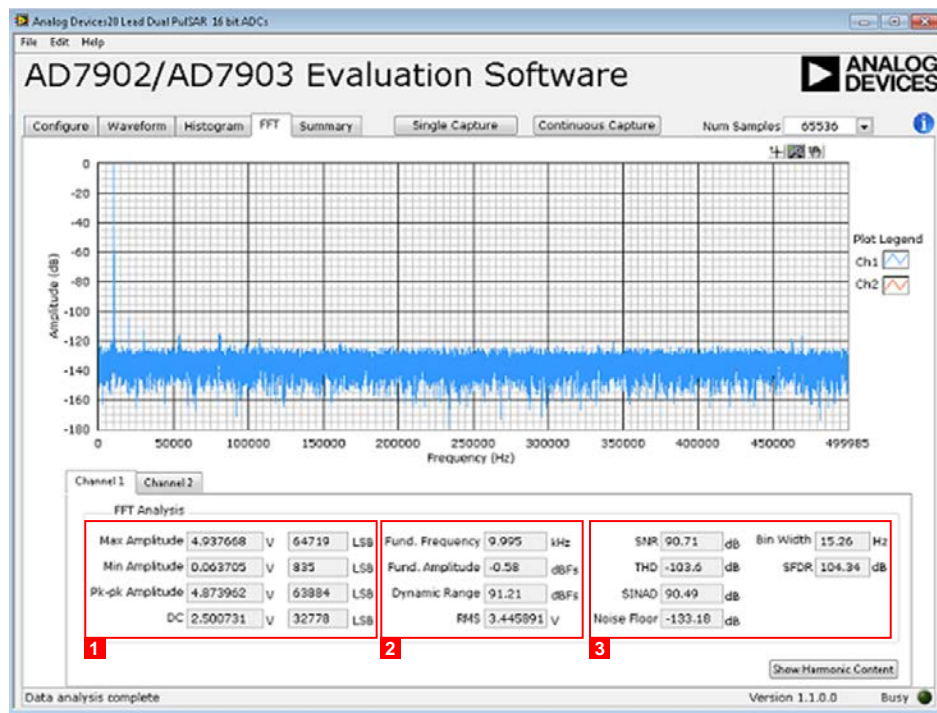 Analog Devices20 Lead Dual PulSAR 16 bit ADCs
File Edit Help
AD7902/AD7903 Evaluation Software
ANALOG
DEVICES
Configure Waveform Histogram FFT Summary Single Capture Continuous Capture Num Samples 65536
0
-20
-40
-60
-80
-100
-120
-140
-160
-180
Amplitude (dB)
0 50000 100000 150000 200000 250000 300000 350000 400000 450000 499985
Frequency (Hz)
Plot Legend
Ch1
Ch2
Channel 1 Channel 2
FFT Analysis
Max Amplitude 4.937668 V 64719 LSB
Min Amplitude 0.063705 V 835 LSB
Pk-pk Amplitude 4.873962 V 63884 LSB
DC 2.500731 V 32778 LSB
1
Fund. Frequency 9.995 kHz
Fund. Amplitude -0.58 dBFs
Dynamic Range 91.21 dBFs
RMS 3.445891 V
2
SNR 90.71 dB Bin Width 15.26 Hz
THD -103.6 dB SFDR 104.34 dB
SINAD 90.49 dB
Noise Floor -133.18 dB
3
Show Harmonic Content
Data analysis complete Version 1.1.0.0 Busy